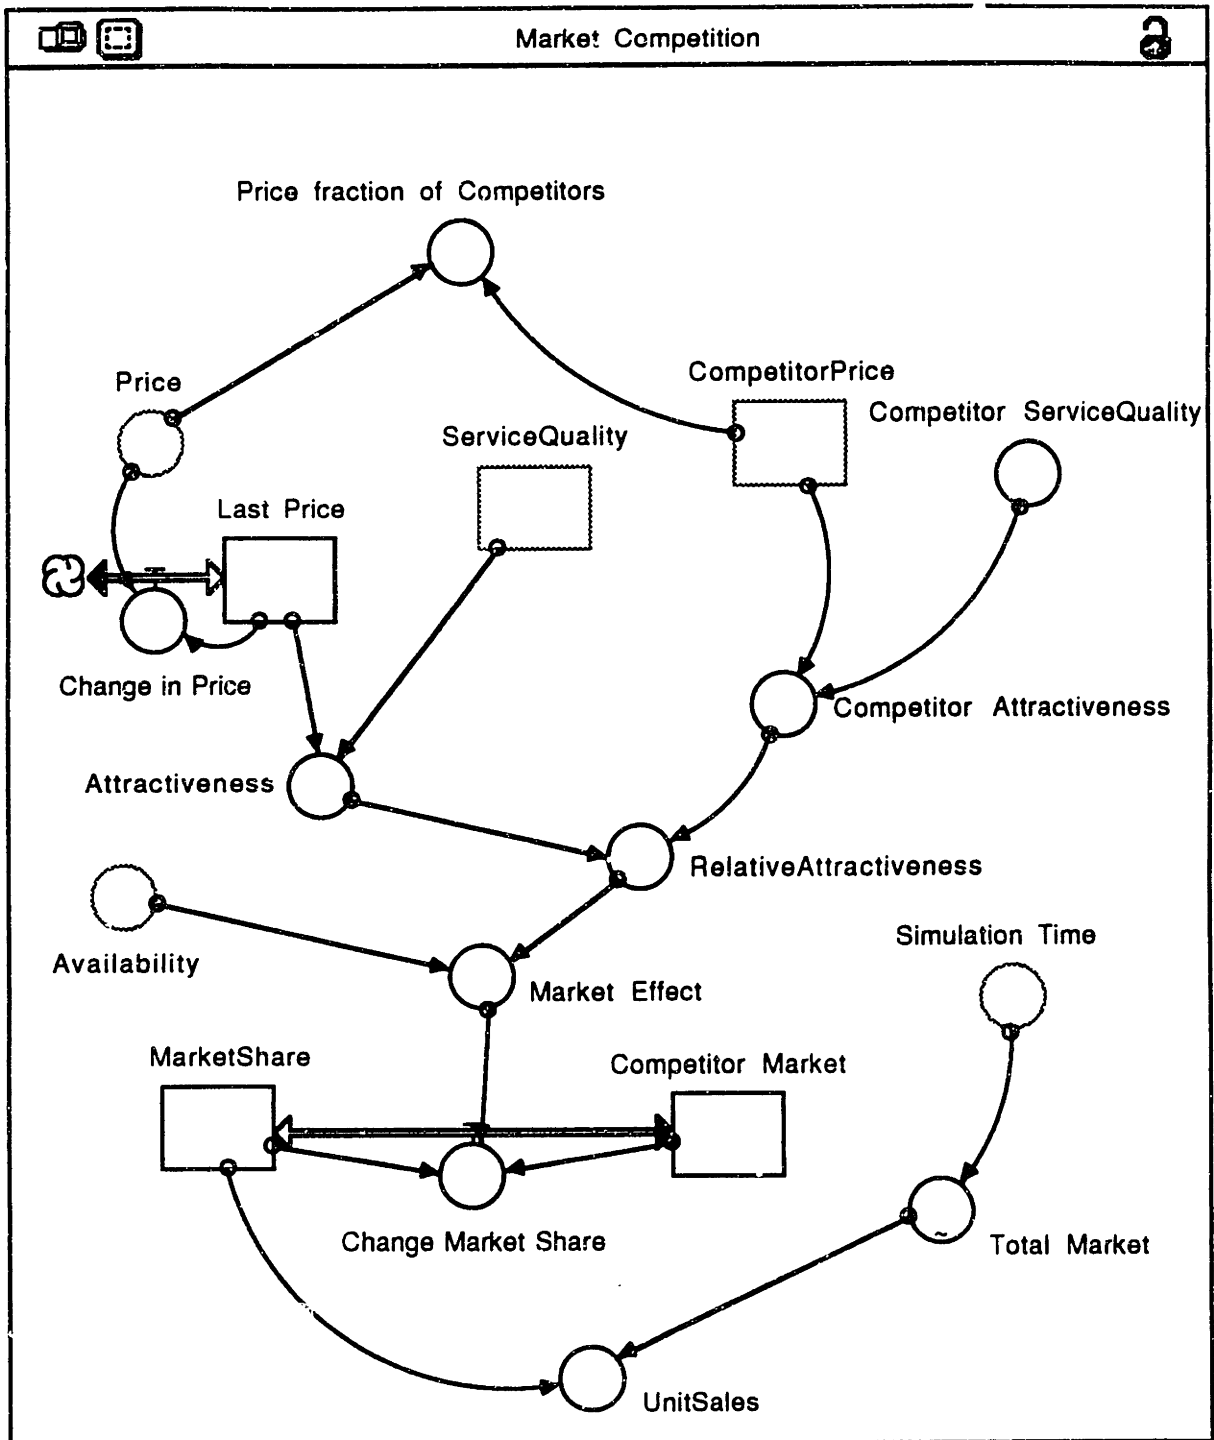 Market Competition
Price fraction of Competitors
Price
CompetitorPrice
Competitor ServiceQuality
ServiceQuality
Last Price
Change in Price
Competitor Attractiveness
Attractiveness
RelativeAttractiveness
Simulation Time
Availability
Market Effect
MarketShare
Competitor Market
Change Market Share
~
Total Market
UnitSales